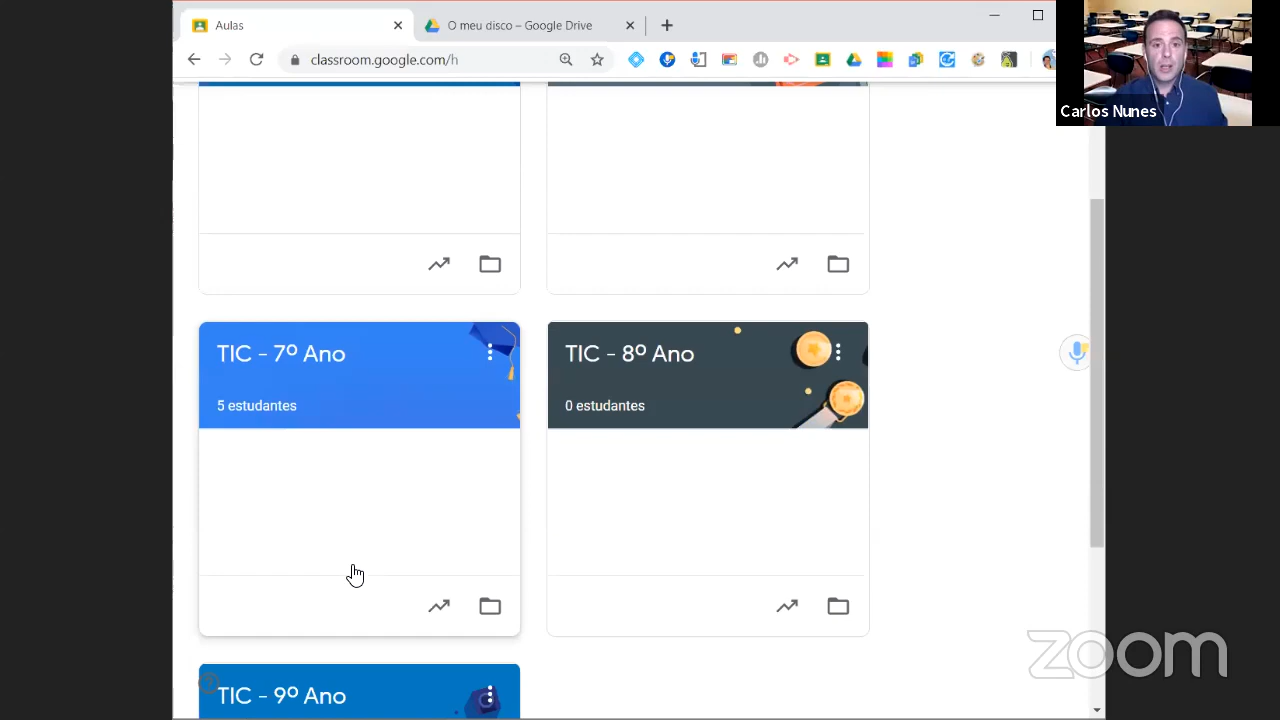 Aulas
O meu disco – Google Drive
classroom.google.com/h
Carlos Nunes
TIC - 7º Ano
5 estudantes
TIC - 8º Ano
0 estudantes
TIC - 9º Ano
zoom